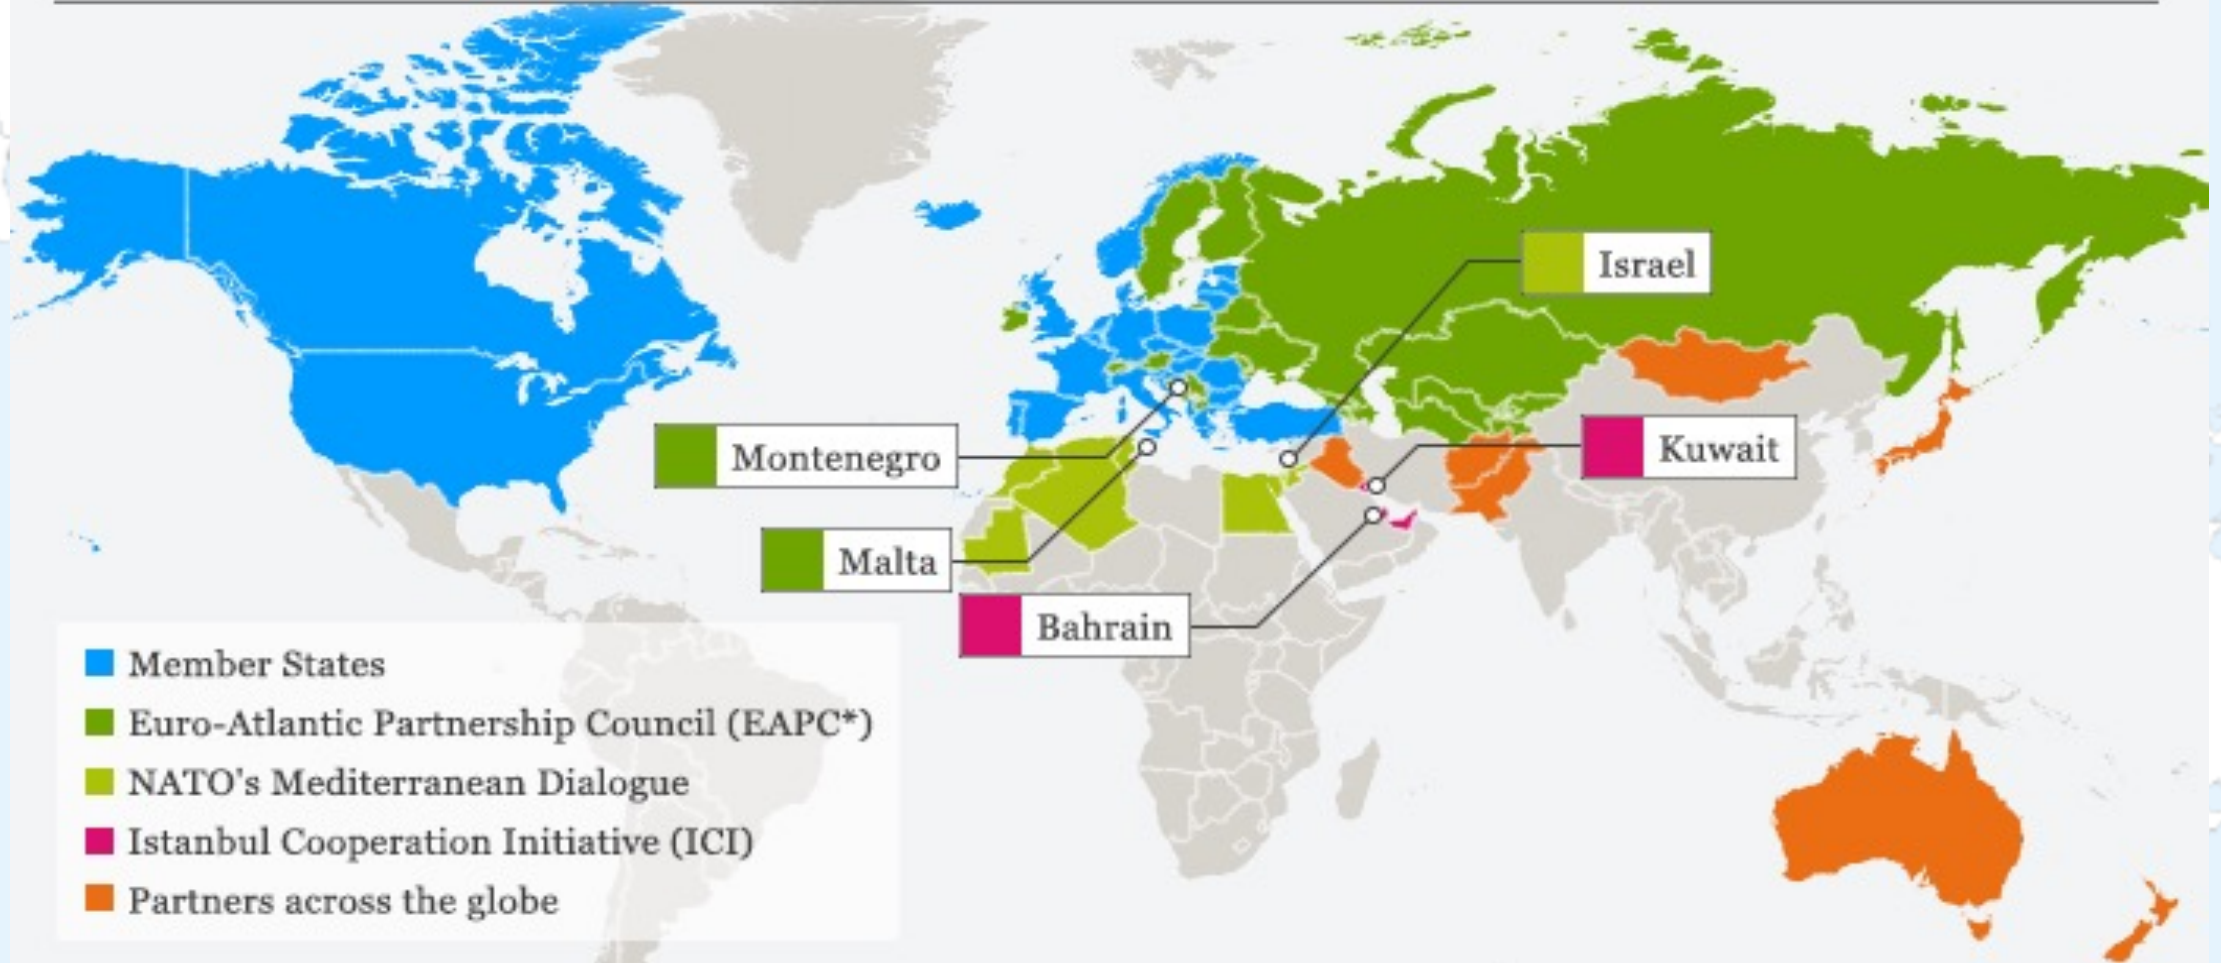 Israel
Kuwait
Montenegro
Malta
Bahrain
Member States
Euro-Atlantic Partnership Council (EAPC*)
NATO's Mediterranean Dialogue
Istanbul Cooperation Initiative (ICI)
Partners across the globe